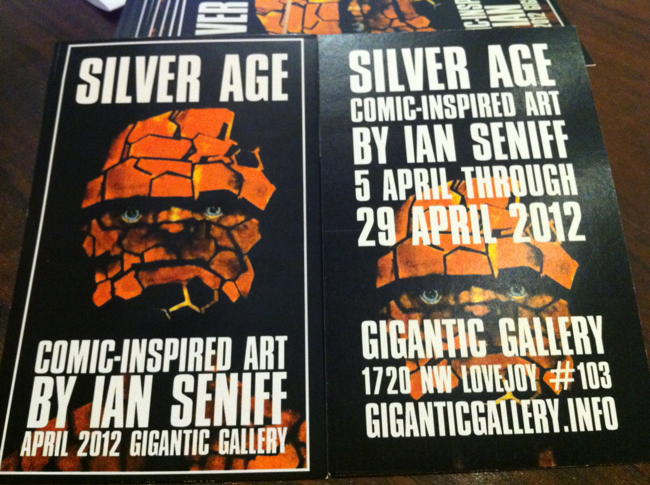 SILVER AGE
COMIC-INSPIRED ART
BY IAN SENIFF
APRIL 2012 GIGANTIC GALLERY
SILVER AGE
COMIC-INSPIRED ART
BY IAN SENIFF
5 APRIL THROUGH
29 APRIL 2012
GIGANTIC GALLERY
1720 NW LOVEJOY #103
GIGANTICGALLERY.INFO